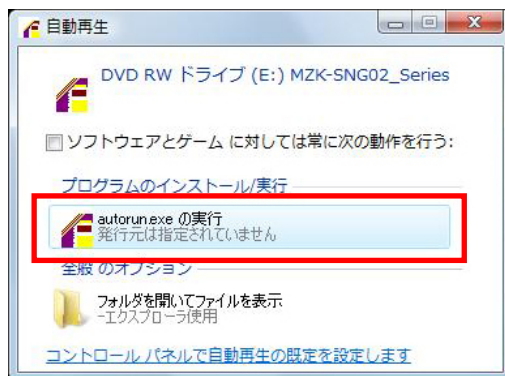 自動再生
DVD RW ドライブ (E:) MZK-SNG02_Series
ソフトウェアとゲーム に対しては常に次の動作を行う:
プログラムのインストール/実行
autorun.exe の実行
発行元は指定されていません
全般 のオプション
フォルダを開いてファイルを表示
-エクスプローラ使用
コントロール パネルで自動再生の既定を設定します